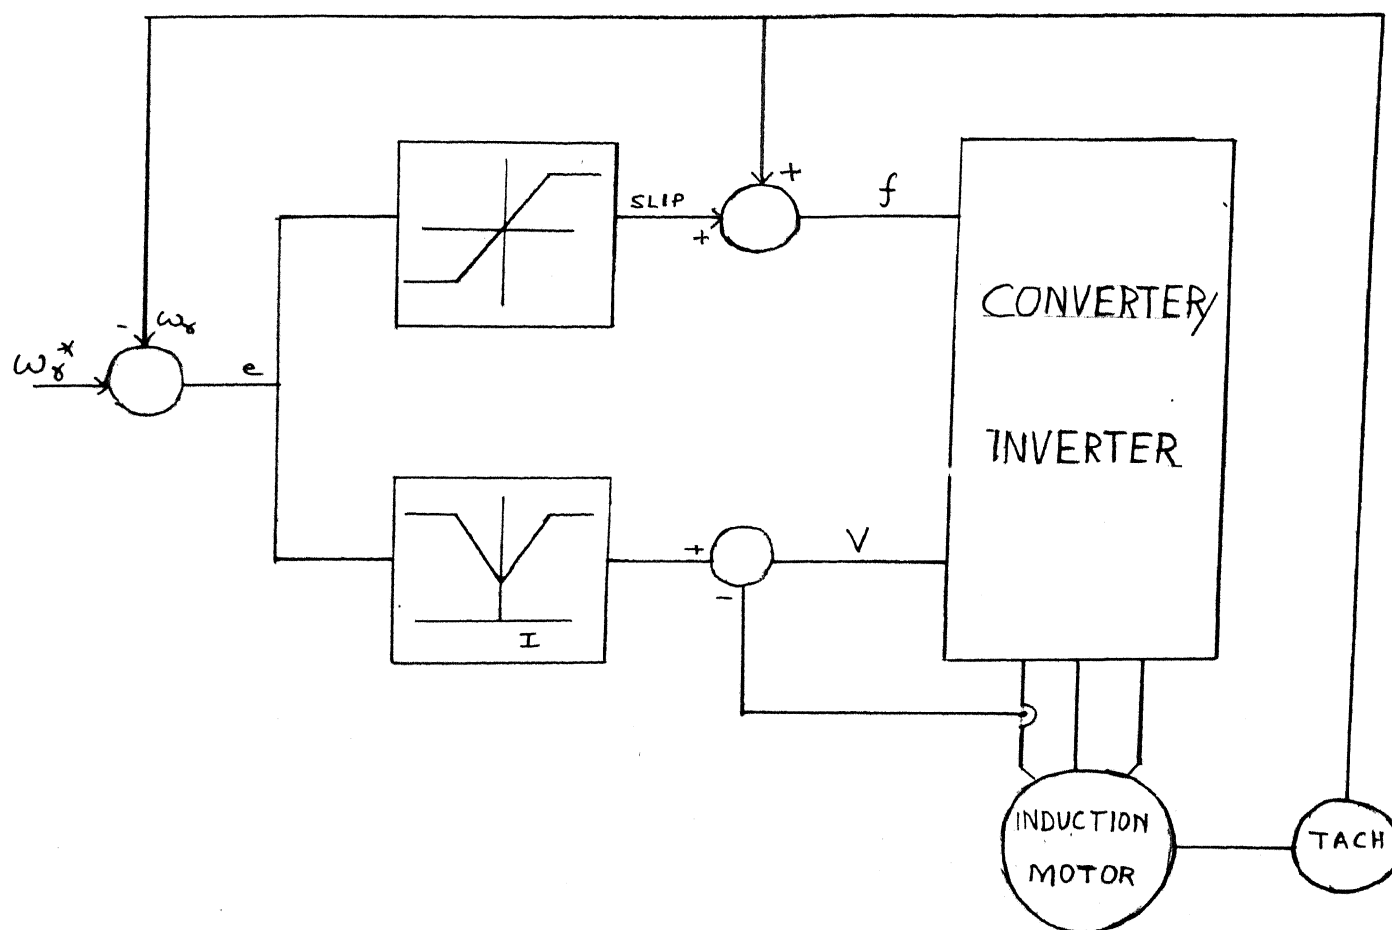 +
SLIP
+
f
CONVERTER/
INVERTER
-
ωr
ωr*
e
I
+
-
V
INDUCTION
MOTOR
TACH